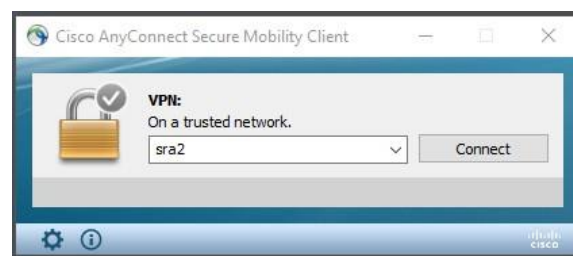 Cisco AnyConnect Secure Mobility Client
VPN:
On a trusted network.
sra2
Connect
CISCO